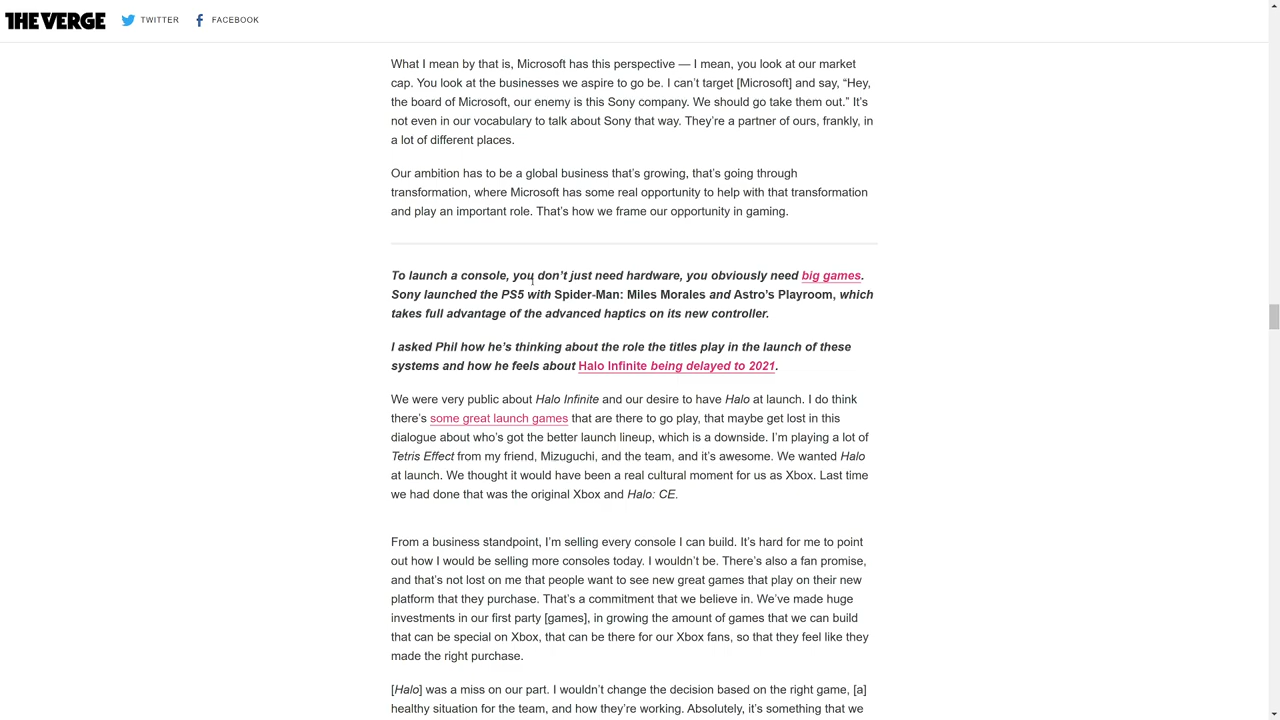 THE VERGE TWITTER FACEBOOK
What I mean by that is, Microsoft has this perspective — I mean, you look at our market
cap. You look at the businesses we aspire to go be. I can’t target [Microsoft] and say, “Hey,
the board of Microsoft, our enemy is this Sony company. We should go take them out.” It’s
not even in our vocabulary to talk about Sony that way. They’re a partner of ours, frankly, in
a lot of different places.
Our ambition has to be a global business that’s growing, that’s going through
transformation, where Microsoft has some real opportunity to help with that transformation
and play an important role. That’s how we frame our opportunity in gaming.
To launch a console, you don’t just need hardware, you obviously need big games.
Sony launched the PS5 with Spider-Man: Miles Morales and Astro’s Playroom, which
takes full advantage of the advanced haptics on its new controller.
I asked Phil how he’s thinking about the role the titles play in the launch of these
systems and how he feels about Halo Infinite being delayed to 2021.
We were very public about Halo Infinite and our desire to have Halo at launch. I do think
there’s some great launch games that are there to go play, that maybe get lost in this
dialogue about who’s got the better launch lineup, which is a downside. I’m playing a lot of
Tetris Effect from my friend, Mizuguchi, and the team, and it’s awesome. We wanted Halo
at launch. We thought it would have been a real cultural moment for us as Xbox. Last time
we had done that was the original Xbox and Halo: CE.
From a business standpoint, I’m selling every console I can build. It’s hard for me to point
out how I would be selling more consoles today. I wouldn’t be. There’s also a fan promise,
and that’s not lost on me that people want to see new great games that play on their new
platform that they purchase. That’s a commitment that we believe in. We’ve made huge
investments in our first party [games], in growing the amount of games that we can build
that can be special on Xbox, that can be there for our Xbox fans, so that they feel like they
made the right purchase.
[Halo] was a miss on our part. I wouldn’t change the decision based on the right game, [a]
healthy situation for the team, and how they’re working. Absolutely, it’s something that we